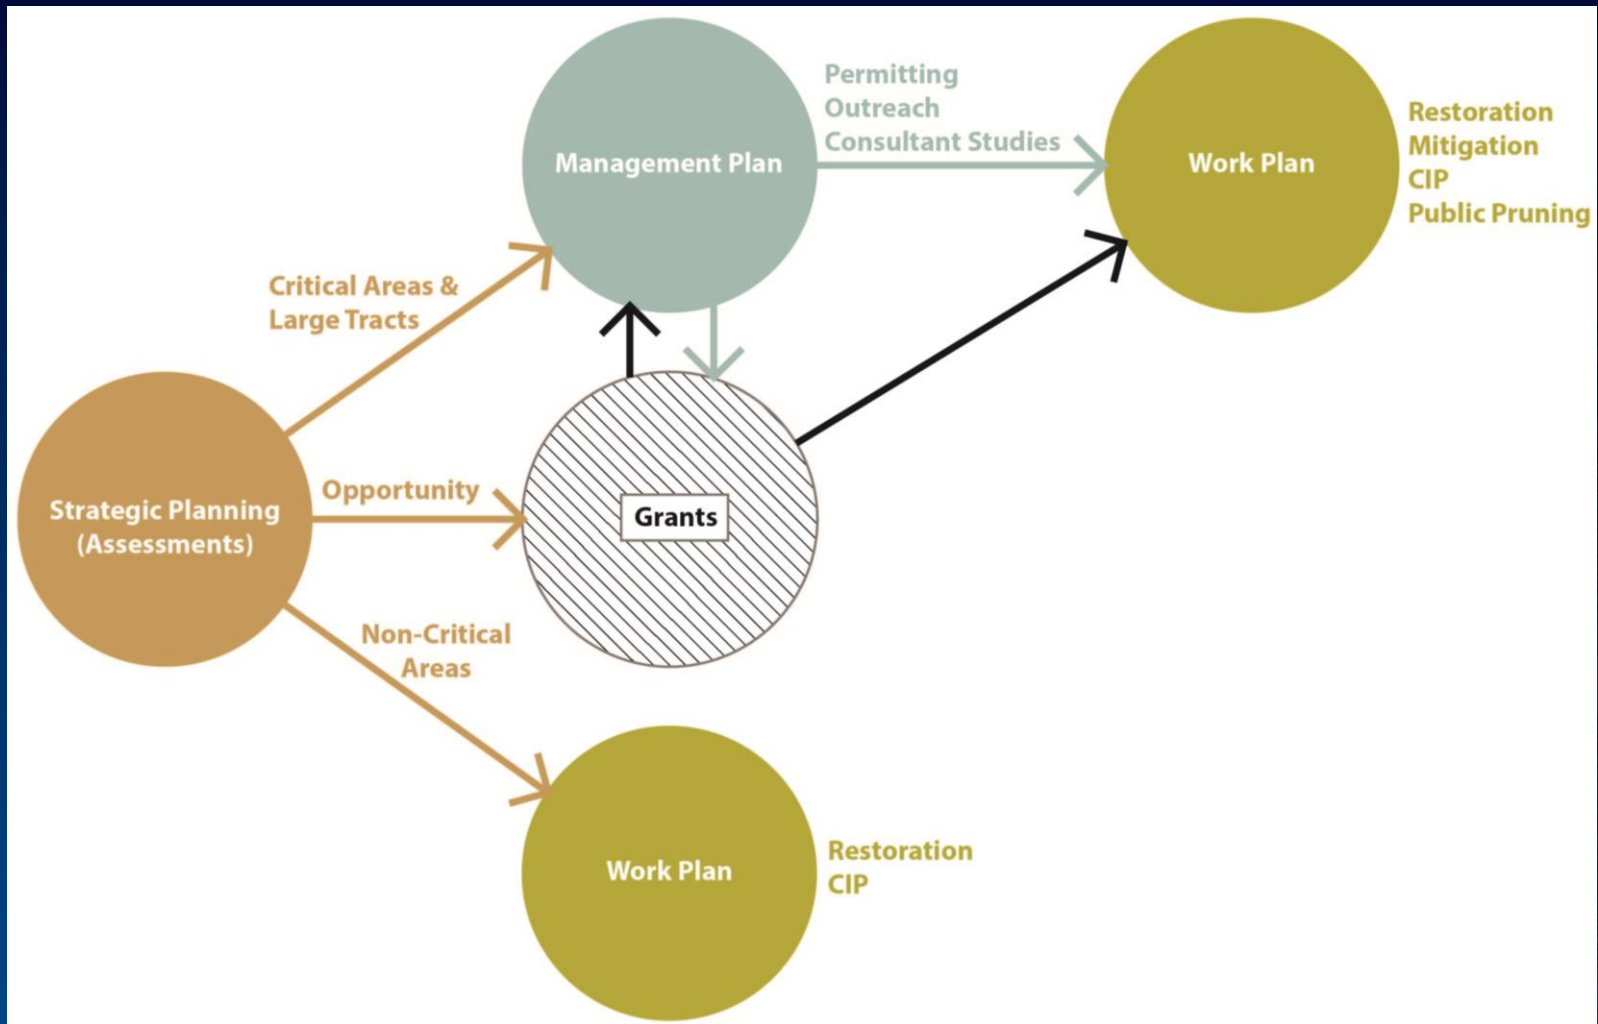 Permitting
Outreach
Consultant Studies
Management Plan
Work Plan
Restoration
Mitigation
CIP
Public Pruning
Critical Areas &
Large Tracts
Strategic Planning
(Assessments)
Opportunity
Grants
Non-Critical
Areas
Work Plan
Restoration
CIP